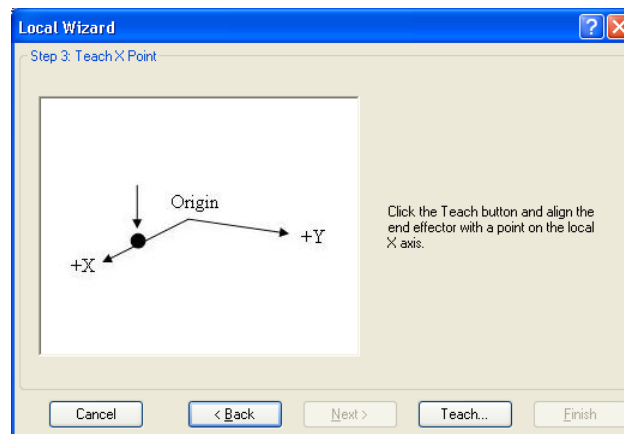 Local Wizard
Step 3: Teach X Point
Origin
+Y
+X
Click the Teach button and align the
end effector with a point on the local
X axis.
Cancel
< Back
Next >
Teach...
Finish